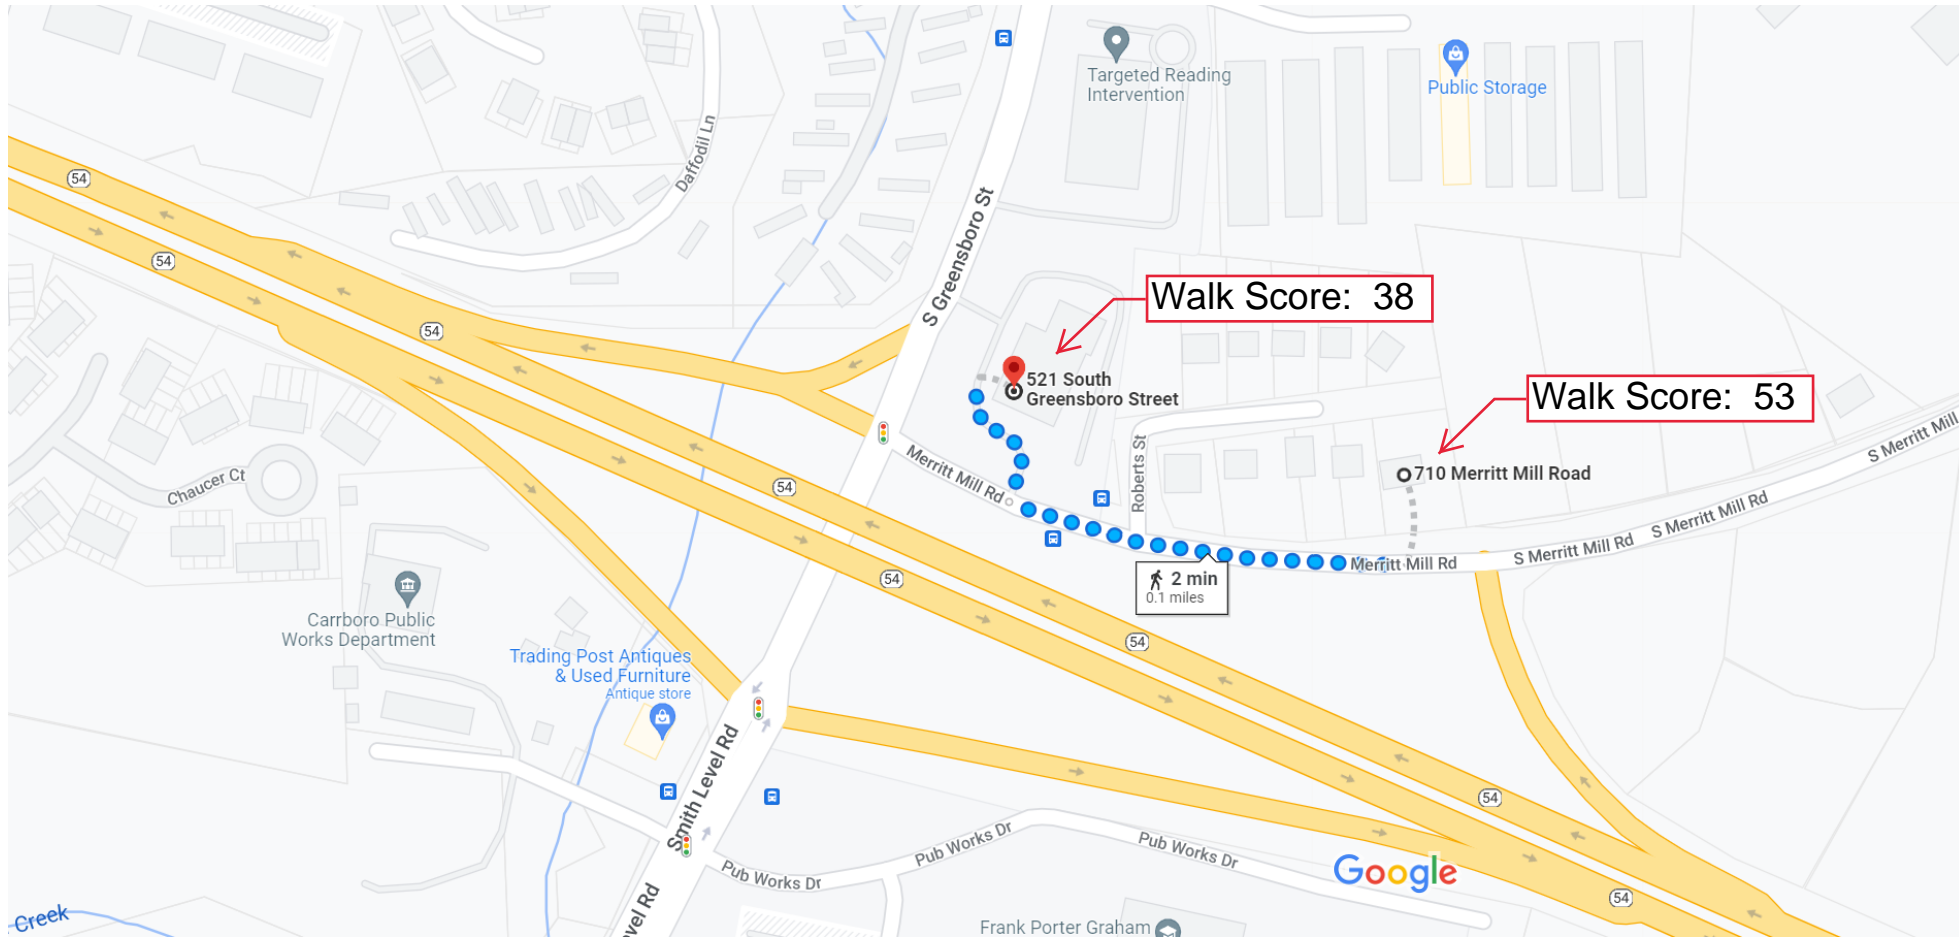 Targeted Reading
Intervention
Public Storage
Daffodil Ln
54
54
54
S Greensboro St
Walk Score: 38
521 South
Greensboro Street
Walk Score: 53
710 Merritt Mill Road
S Merritt Mill
Chaucer Ct
Merritt Mill Rd
Roberts St
54
S Merritt Mill Rd
S Merritt Mill Rd
Merritt Mill Rd
2 min
0.1 miles
54
Carrboro Public
Works Department
54
Trading Post Antiques
& Used Furniture
Antique store
Smith Level Rd
54
Pub Works Dr
Pub Works Dr
Pub Works Dr
Google
54
evel Rd
Creek
Frank Porter Graham